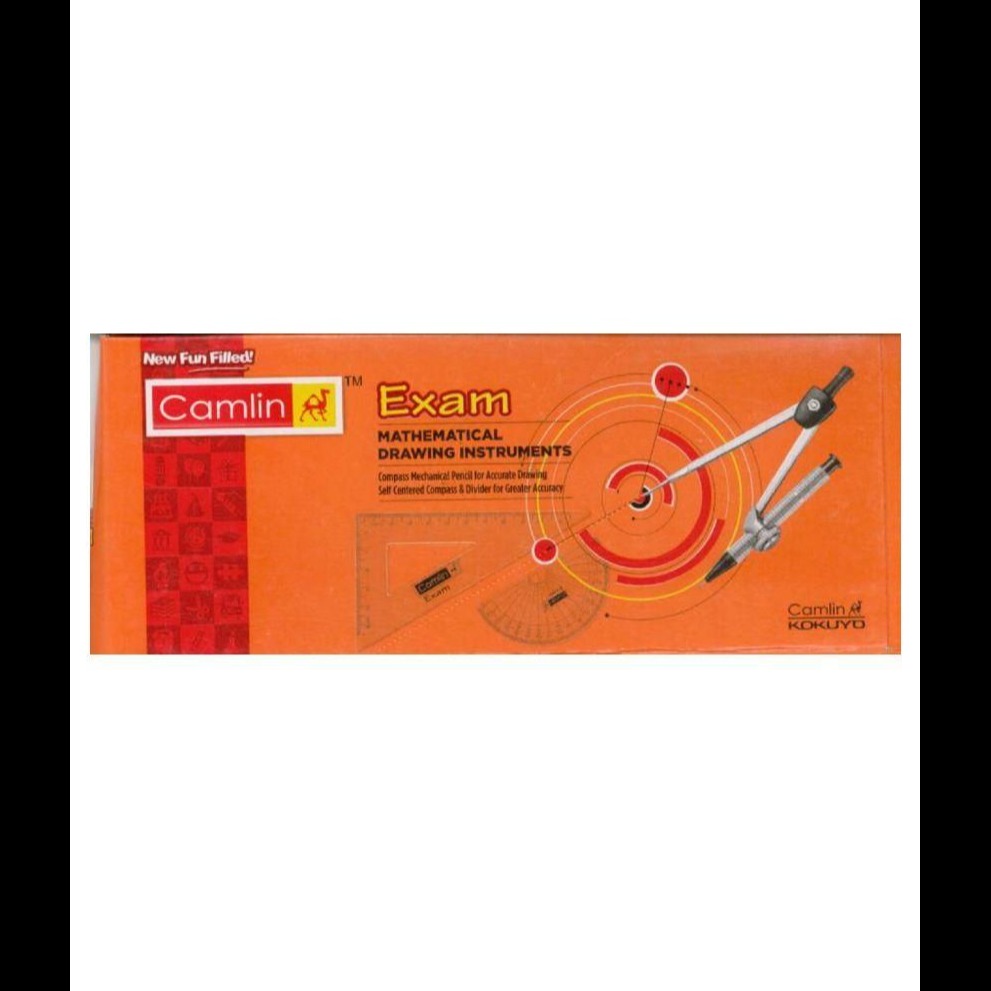 New Fun Filled!
Camlin
TM
Exam
MATHEMATICAL
DRAWING INSTRUMENTS
Compass Mechanical Pencil for Accurate Drawing
Self Centered Compass & Divider for Greater Accuracy
Camlin
Exam
Camlin
KOKUYO